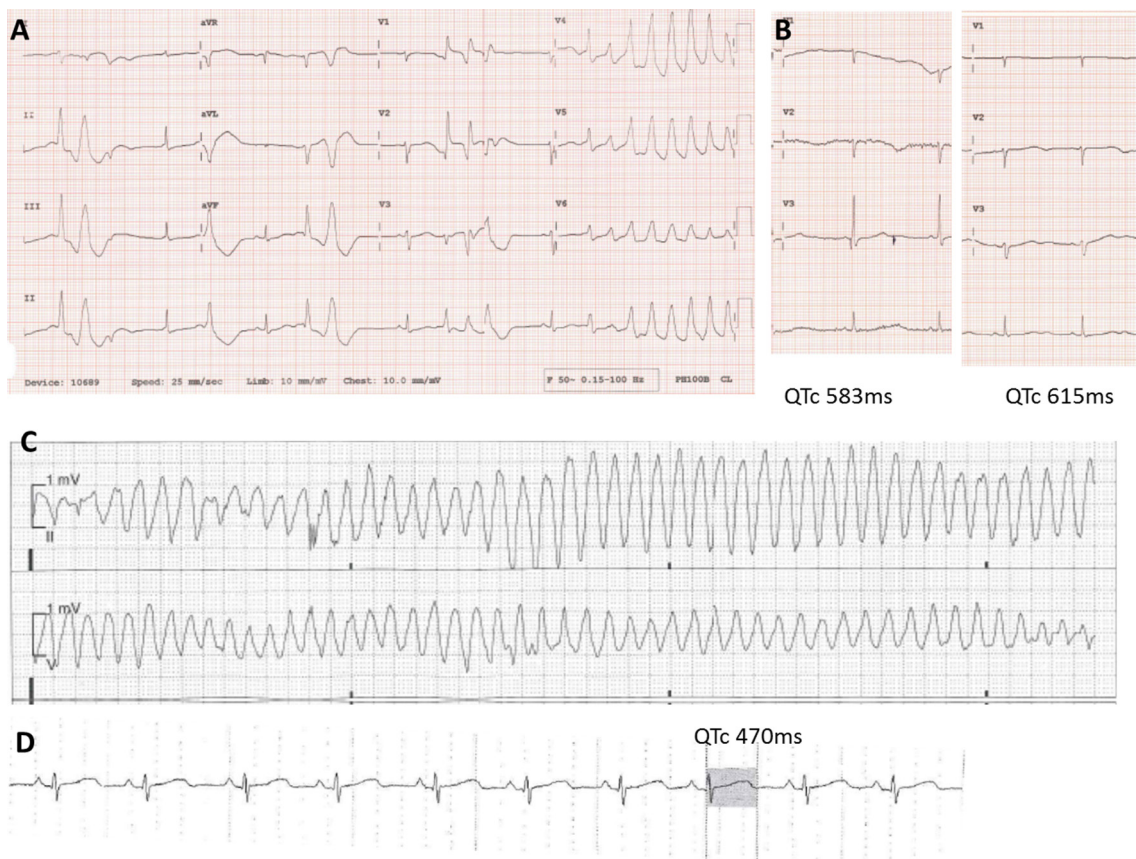 A
I
aVR
V1
V4
II
aVL
V2
V5
III
aVF
V3
V6
II
Device: 10689 Speed: 25 mm/sec Limb: 10 mm/mV Chest: 10.0 mm/mV F 50~ 0.15-100 Hz PH100B CL
B
V1
V2
V3
QTc 583ms
V1
V2
V3
QTc 615ms
C
1 mV
II
1 mV
V
D
QTc 470ms